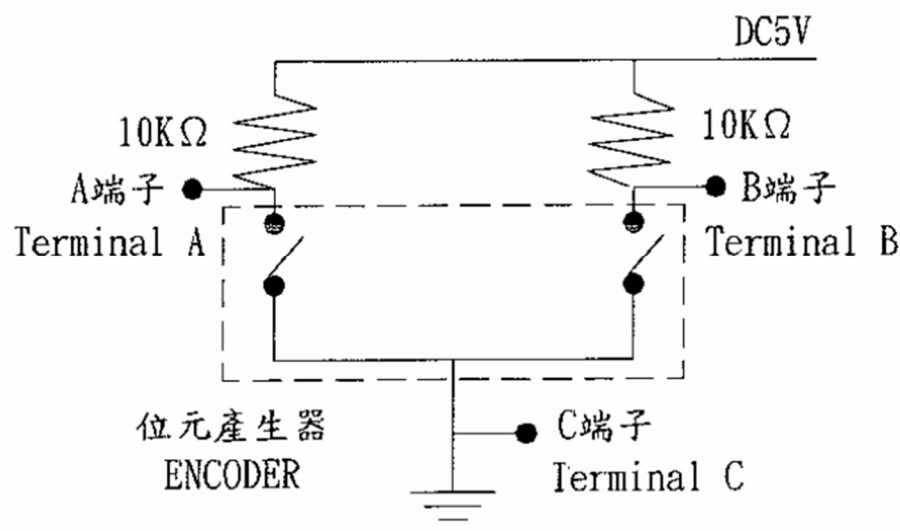 DC5V
10KΩ
10KΩ
A端子
Terminal A
B端子
Terminal B
位元產生器
ENCODER
C端子
Terminal C